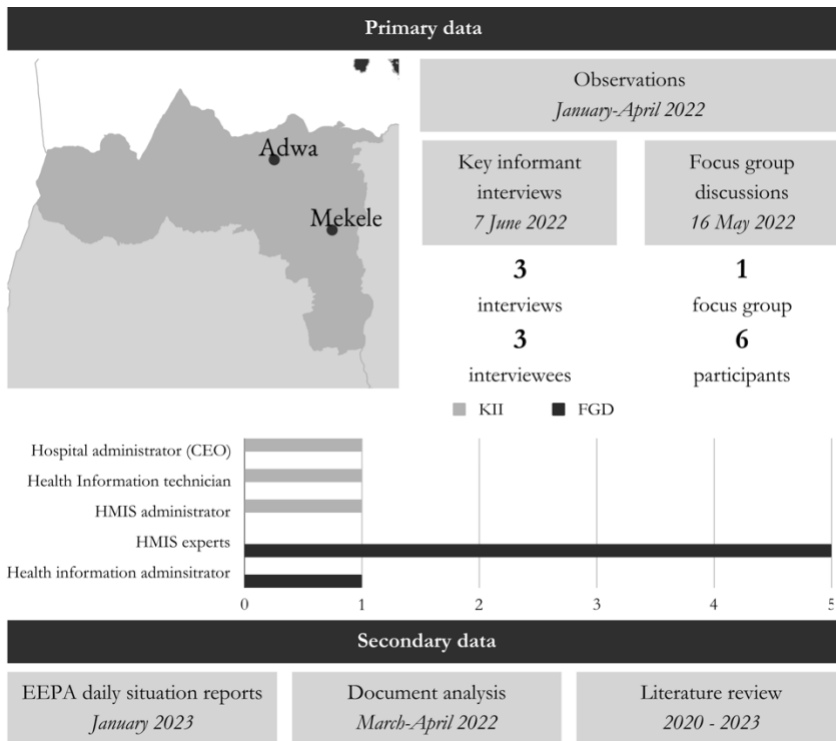 Primary data
Adwa
Mekele
Observations
January-April 2022
Key informant
interviews
7 June 2022
Focus group
discussions
16 May 2022
3
interviews
3
interviewees
1
focus group
6
participants
KII
FGD
Hospital administrator (CEO)
Health Information technician
HMIS administrator
HMIS experts
Health information adminsitrator
0 1 2 3 4 5
Secondary data
EEPA daily situation reports
January 2023
Document analysis
March-April 2022
Literature review
2020 - 2023